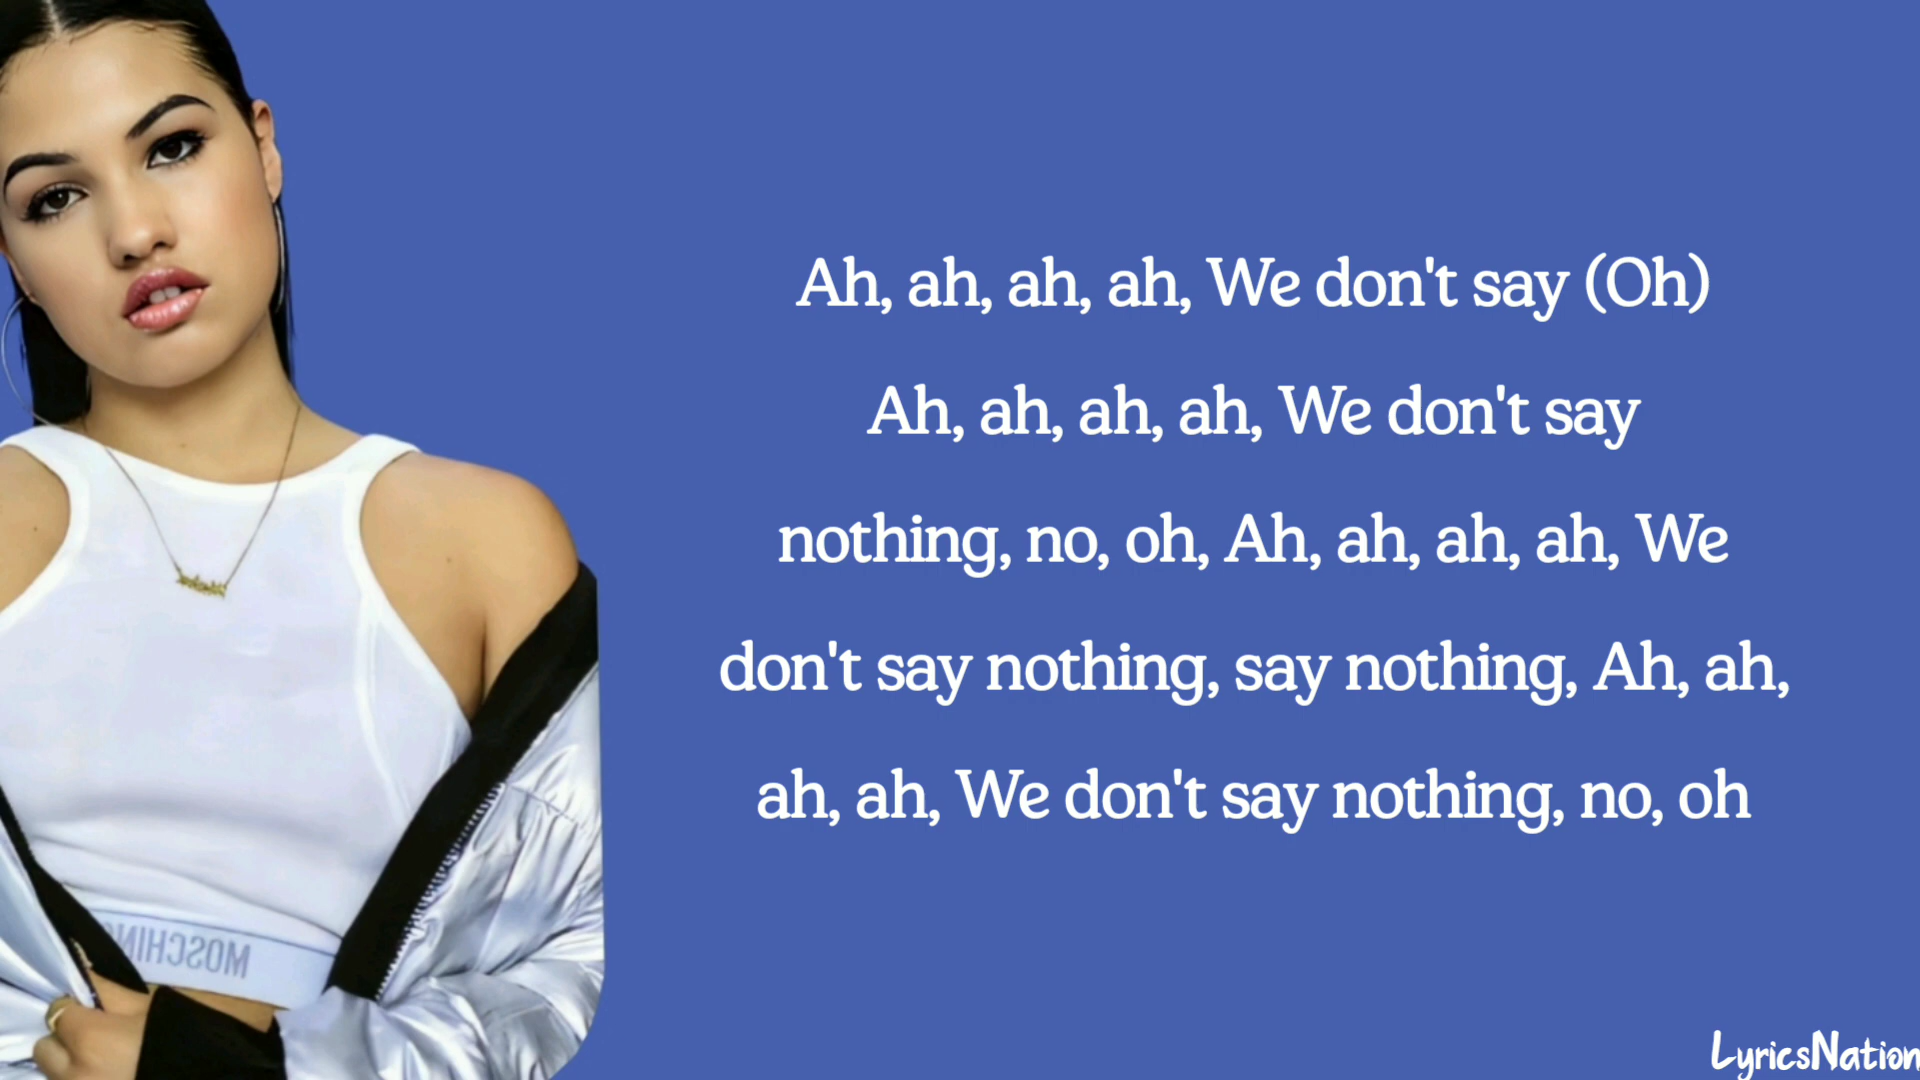 Ah, ah, ah, ah, We don't say (Oh)
Ah, ah, ah, ah, We don't say
nothing, no, oh, Ah, ah, ah, ah, We
don't say nothing, say nothing, Ah, ah,
ah, ah, We don't say nothing, no, oh
MOSCHIN
LyricsNation